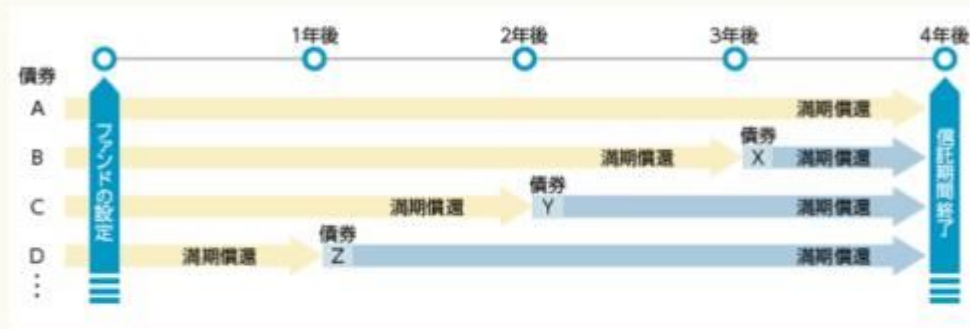 1年後 2年後 3年後 4年後
債券
A 満期償還
債券
B 満期償還 X 満期償還
債券
C 満期償還 Y 満期償還
債券
D 満期償還 Z 満期償還
⋮
ファンドの設定
信託期間終了